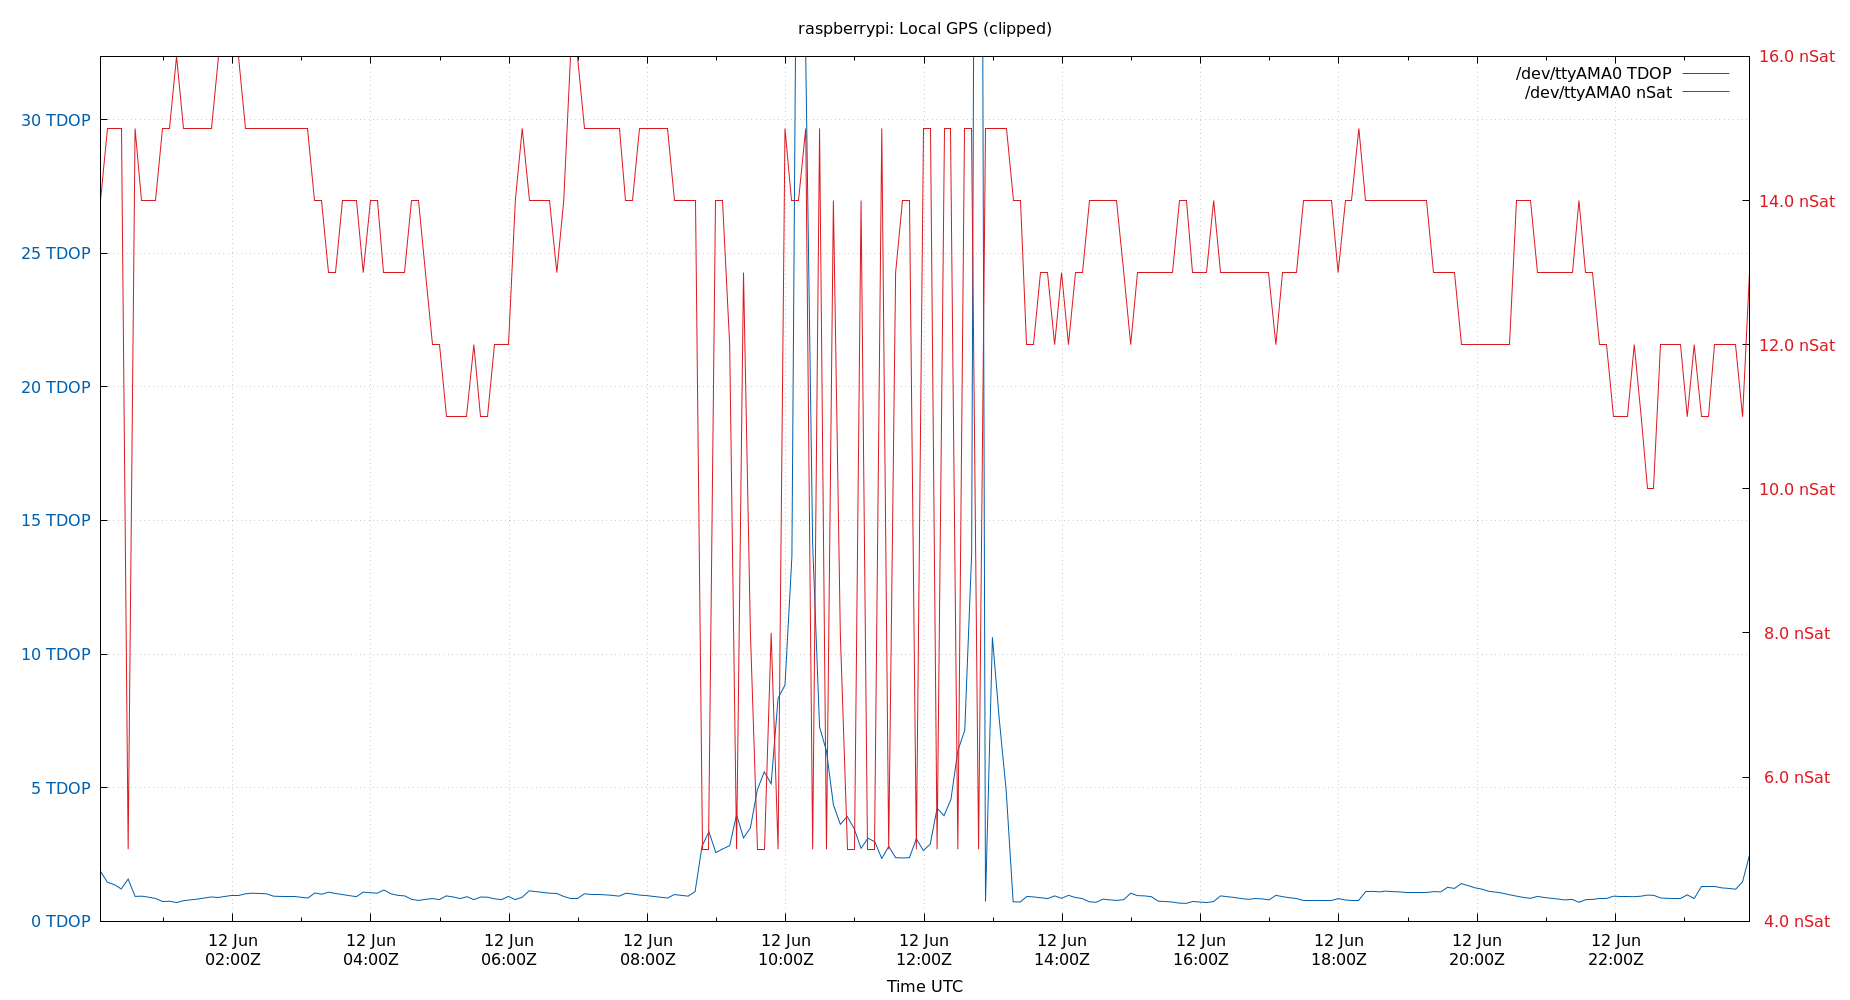 raspberrypi: Local GPS (clipped)
/dev/ttyAMA0 TDOP
/dev/ttyAMA0 nSat
30 TDOP
25 TDOP
20 TDOP
15 TDOP
10 TDOP
5 TDOP
0 TDOP
16.0 nSat
14.0 nSat
12.0 nSat
10.0 nSat
8.0 nSat
6.0 nSat
4.0 nSat
12 Jun
02:00Z
12 Jun
04:00Z
12 Jun
06:00Z
12 Jun
08:00Z
12 Jun
10:00Z
12 Jun
12:00Z
12 Jun
14:00Z
12 Jun
16:00Z
12 Jun
18:00Z
12 Jun
20:00Z
12 Jun
22:00Z
Time UTC